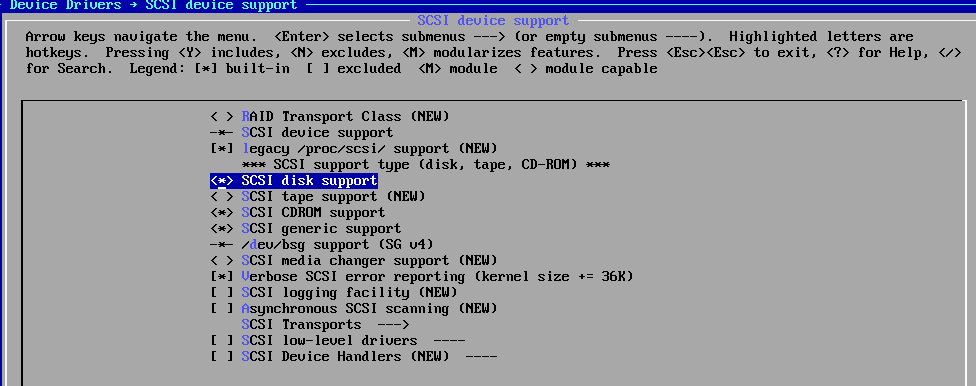 - Device Drivers → SCSI device support
SCSI device support
Arrow keys navigate the menu.  <Enter> selects submenus ---> (or empty submenus ----).  Highlighted letters are
hotkeys.  Pressing <Y> includes, <N> excludes, <M> modularizes features.  Press <Esc><Esc> to exit, <?> for Help, </>
for Search.  Legend: [*] built-in  [ ] excluded  <M> module  < > module capable
< > RAID Transport Class (NEW)
-*- SCSI device support
[*] legacy /proc/scsi/ support (NEW)
*** SCSI support type (disk, tape, CD-ROM) ***
<*> SCSI disk support
< > SCSI tape support (NEW)
<*> SCSI CDROM support
<*> SCSI generic support
-*- /dev/bsg support (SG v4)
< > SCSI media changer support (NEW)
[*] Verbose SCSI error reporting (kernel size += 36K)
[ ] SCSI logging facility (NEW)
[ ] Asynchronous SCSI scanning (NEW)
SCSI Transports  --->
[ ] SCSI low-level drivers  ----
[ ] SCSI Device Handlers (NEW)  ----